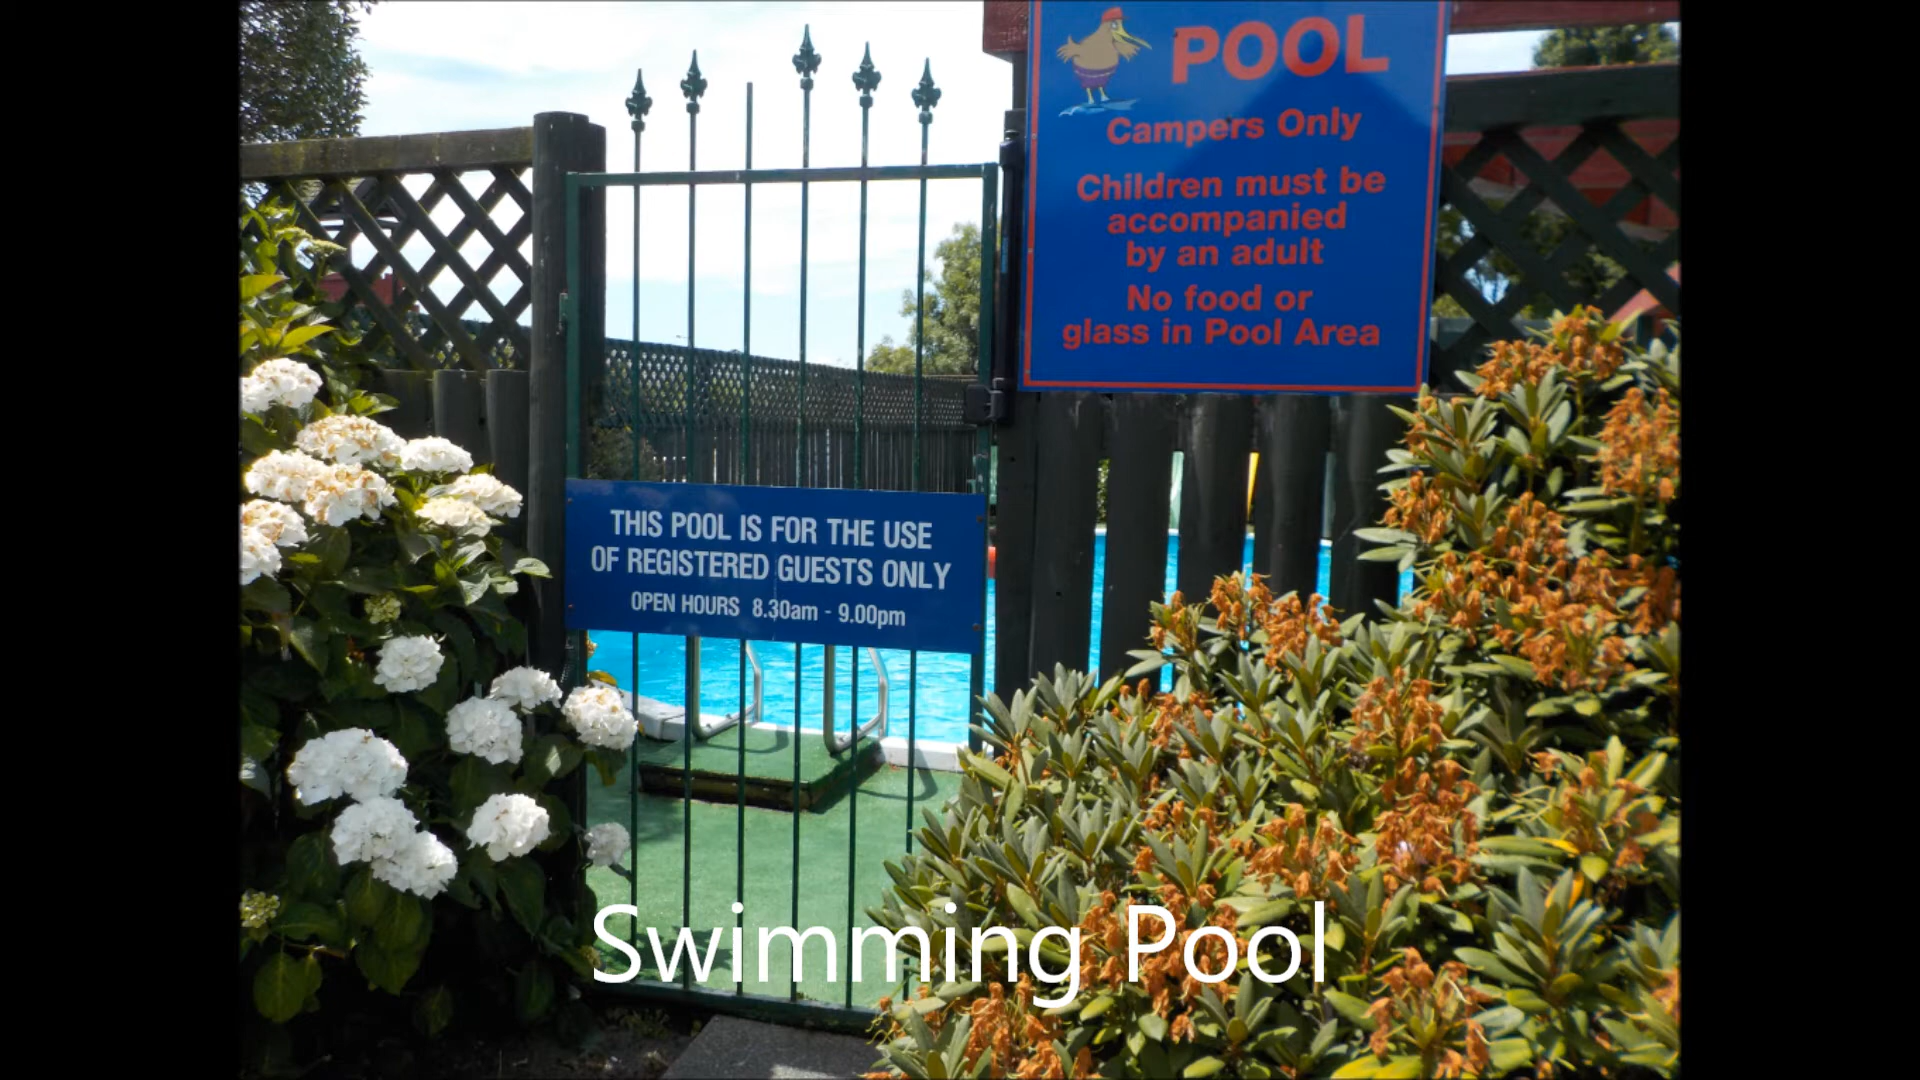 POOL
Campers Only
Children must be
accompanied
by an adult
No food or
glass in Pool Area
THIS POOL IS FOR THE USE
OF REGISTERED GUESTS ONLY
OPEN HOURS 8.30am - 9.00pm
Swimming Pool